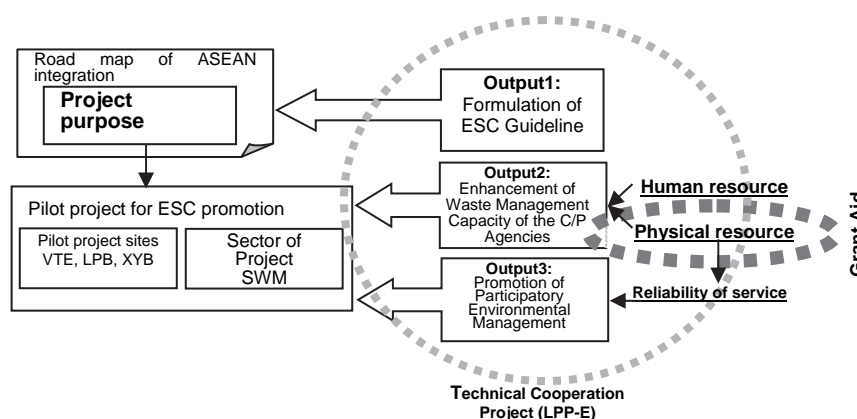 Road map of ASEAN
integration
Project
purpose
Output1:
Formulation of
ESC Guideline
Pilot project for ESC promotion
Pilot project sites
VTE, LPB, XYB
Sector of
Project
SWM
Output2:
Enhancement of
Waste Management
Capacity of the C/P
Agencies
Human resource
Physical resource
Grant Aid
Output3:
Promotion of
Participatory
Environmental
Management
Reliability of service
Technical Cooperation
Project (LPP-E)